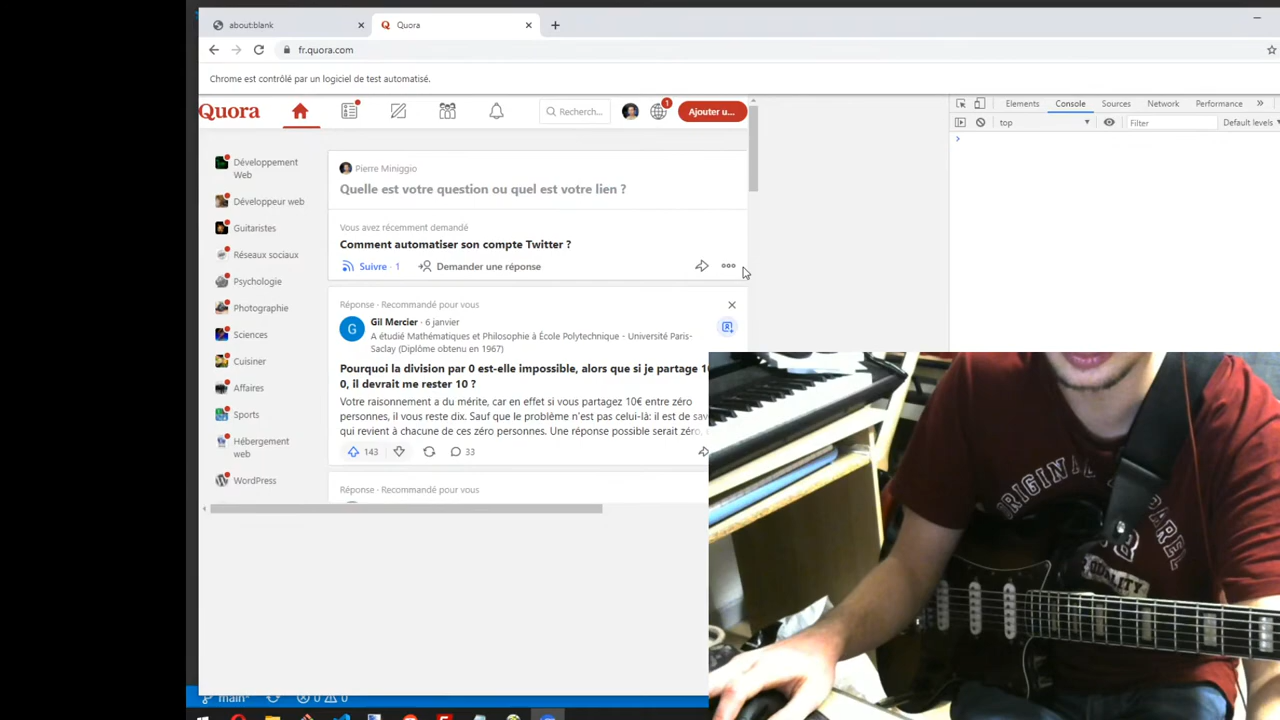 about:blank
Quora
fr.quora.com
Chrome est contrôlé par un logiciel de test automatisé.
Quora
1
Recherch...
Ajouter u...
Elements
Console
Sources
Network
Performance
»
top
Filter
Default levels
Développement
Web
Développeur web
Guitaristes
Réseaux sociaux
Psychologie
Photographie
Sciences
Cuisiner
Affaires
Sports
Hébergement
web
WordPress
Pierre Miniggio
Quelle est votre question ou quel est votre lien ?
Vous avez récemment demandé
Comment automatiser son compte Twitter ?
Suivre · 1
Demander une réponse
Réponse · Recommandé pour vous
G
Gil Mercier · 6 janvier
A étudié Mathématiques et Philosophie à École Polytechnique - Université Paris-
Saclay (Diplôme obtenu en 1967)
Pourquoi la division par 0 est-elle impossible, alors que si je partage 1
0, il devrait me rester 10 ?
Votre raisonnement a du mérite, car en effet si vous partagez 10€ entre zéro
personnes, il vous reste dix. Sauf que le problème n'est pas celui-là: il est de
qui revient à chacune de ces zéro personnes. Une réponse possible serait zéro,
143
33
Réponse · Recommandé pour vous
main*
0
0
ORIGINAL
QUALITY